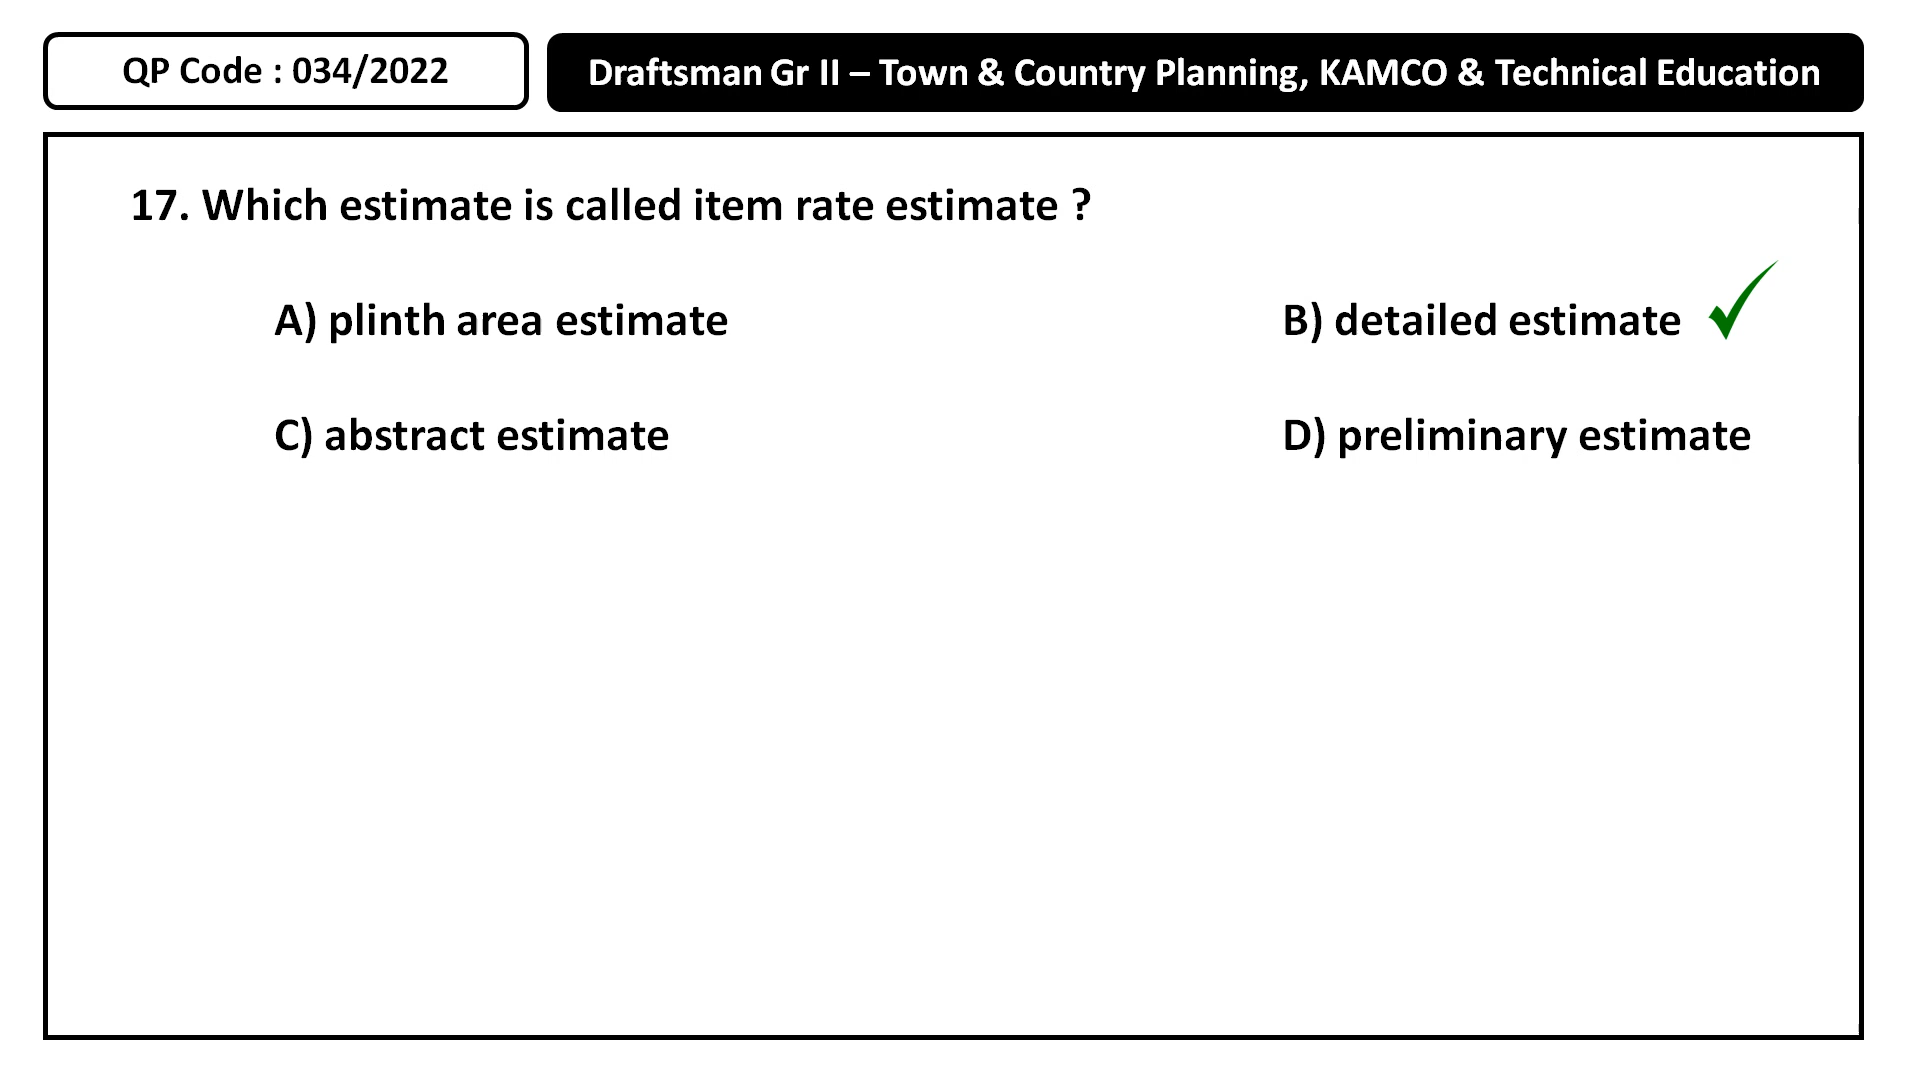 QP Code : 034/2022
Draftsman Gr II – Town & Country Planning, KAMCO & Technical Education
17. Which estimate is called item rate estimate ?
A) plinth area estimate
B) detailed estimate
C) abstract estimate
D) preliminary estimate